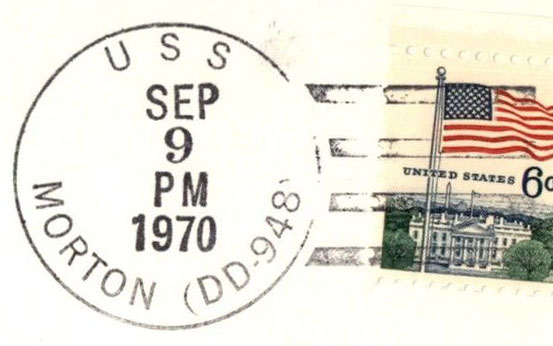 USS
SEP
9
PM
1970
MORTON (DD-948)
UNITED STATES 6c